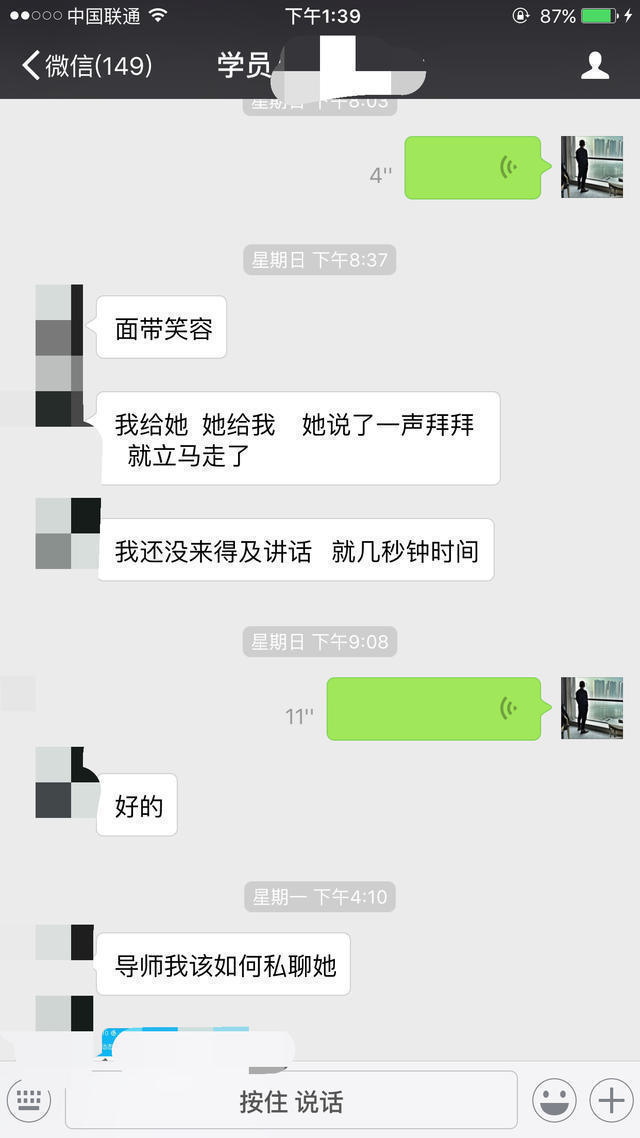 中国联通
下午1:39
87%
微信(149)
学员
星期日 下午8:03
4''
星期日 下午8:37
面带笑容
我给她 她给我 她说了一声拜拜
就立马走了
我还没来得及讲话 就几秒钟时间
星期日 下午9:08
11''
好的
星期一 下午4:10
导师我该如何私聊她
按住 说话